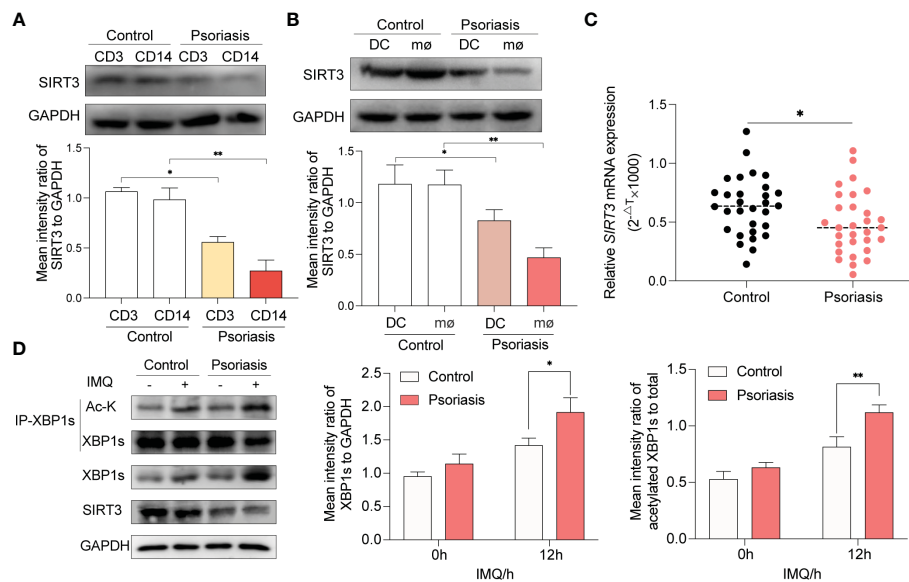 A
Control Psoriasis
CD3 CD14 CD3 CD14
SIRT3
GAPDH
Mean intensity ratio of
SIRT3 to GAPDH
1.5
1.0
0.5
0.0
*
**
CD3 CD14 CD3 CD14
Control Psoriasis
B
Control Psoriasis
DC mø DC mø
SIRT3
GAPDH
Mean intensity ratio of
SIRT3 to GAPDH
1.5
1.0
0.5
0.0
*
**
DC mø DC mø
Control Psoriasis
C
Relative SIRT3 mRNA expression
(2-△T×1000)
1.5
1.0
0.5
0.0
*
Control Psoriasis
D
Control Psoriasis
IMQ - + - +
IP-XBP1s
Ac-K
XBP1s
XBP1s
SIRT3
GAPDH
Mean intensity ratio of
XBP1s to GAPDH
2.5
2.0
1.5
1.0
0.5
0.0
Control
Psoriasis
*
0h 12h
IMQ/h
Mean intensity ratio of
acetylated XBP1s to total
1.5
1.0
0.5
0.0
Control
Psoriasis
**
0h 12h
IMQ/h